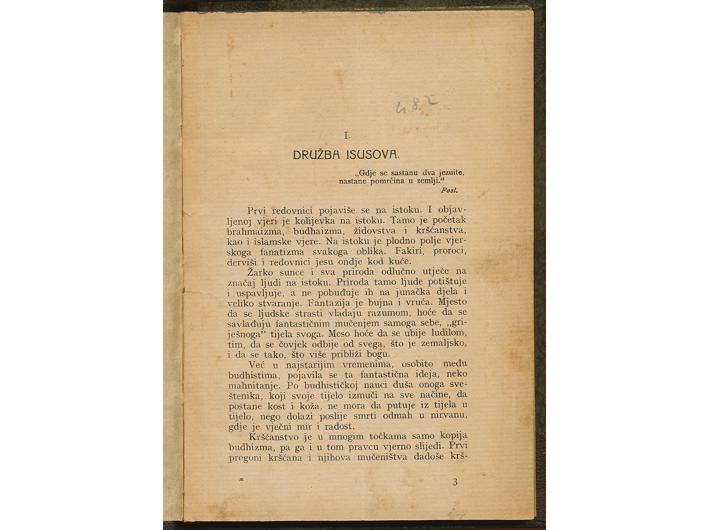 482
I.
DRUŽBA ISUSOVA.
„Gdje se sastanu dva jezuite,
nastane pomrčina u zemlji.“
Posl.
Prvi redovnici pojaviše se na istoku. I objav-
ljenoj vjeri je kolijevka na istoku. Tamo je početak
brahmaizma, budhaizma, židovstva i kršćanstva,
kao i islamske vjere. Na istoku je plodno polje vjer-
skoga fanatizma svakoga oblika. Fakiri, proroci,
derviši i redovnici jesu ondje kod kuće.
Žarko sunce i sva priroda odlučno utječe na
značaj ljudi na istoku. Priroda tamo ljude potištuje
i uspavljuje, a ne pobuđuje ih na junačka djela i
veliko stvaranje. Fantazija je bujna i vruća. Mjesto
da se ljudske strasti vladaju razumom, hoće da se
savlađuju fantastičnim mučenjem samoga sebe, „gri-
ješnoga“ tijela svoga. Meso hoće da se ubije ludilom,
tim, da se čovjek odbije od svega, što je zemaljsko,
i da se tako, što više približi bogu.
Već u najstarijim vremenima, osobito među
budhistima, pojavila se ta fantastična ideja, neko
mahnitanje. Po budhističkoj nauci duša onoga sve-
štenika, koji svoje tijelo izmuči na sve načine, da
postane kost i koža, ne mora da putuje iz tijela u
tijelo, nego dolazi poslije smrti odmah u nirvanu,
gdje je vječni mir i radost.
Kršćanstvo je u mnogim točkama samo kopija
budhizma, pa ga i u tom pravcu vjerno slijedi. Prvi
progoni kršćana i njihova mučeništva dadoše krš-
* 3